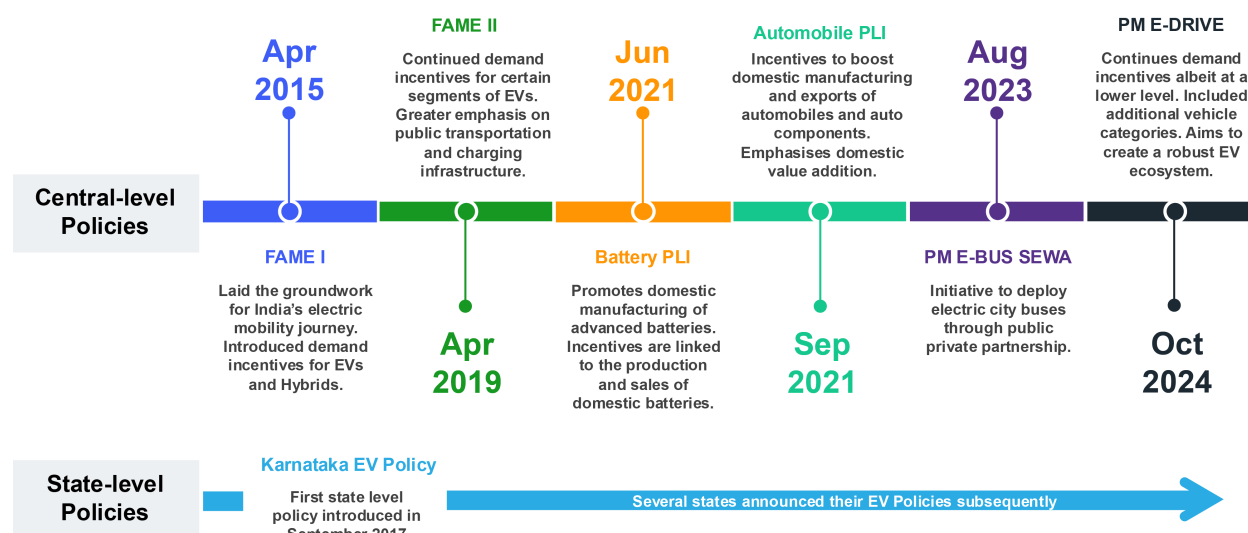 Central-level
Policies
Apr
2015
FAME I
Laid the groundwork
for India's electric
mobility journey.
Introduced demand
incentives for EVs
and Hybrids.
FAME II
Continued demand
incentives for certain
segments of EVs.
Greater emphasis on
public transportation
and charging
infrastructure.
Apr
2019
Jun
2021
Battery PLI
Promotes domestic
manufacturing of
advanced batteries.
Incentives are linked
to the production
and sales of
domestic batteries.
Automobile PLI
Incentives to boost
domestic manufacturing
and exports of
automobiles and auto
components.
Emphasises domestic
value addition.
Sep
2021
Aug
2023
PM E-BUS SEWA
Initiative to deploy
electric city buses
through public
private partnership.
PM E-DRIVE
Continues demand
incentives albeit at a
lower level. Included
additional vehicle
categories. Aims to
create a robust EV
ecosystem.
Oct
2024
State-level
Policies
Karnataka EV Policy
First state level
policy introduced in
September 2017
Several states announced their EV Policies subsequently